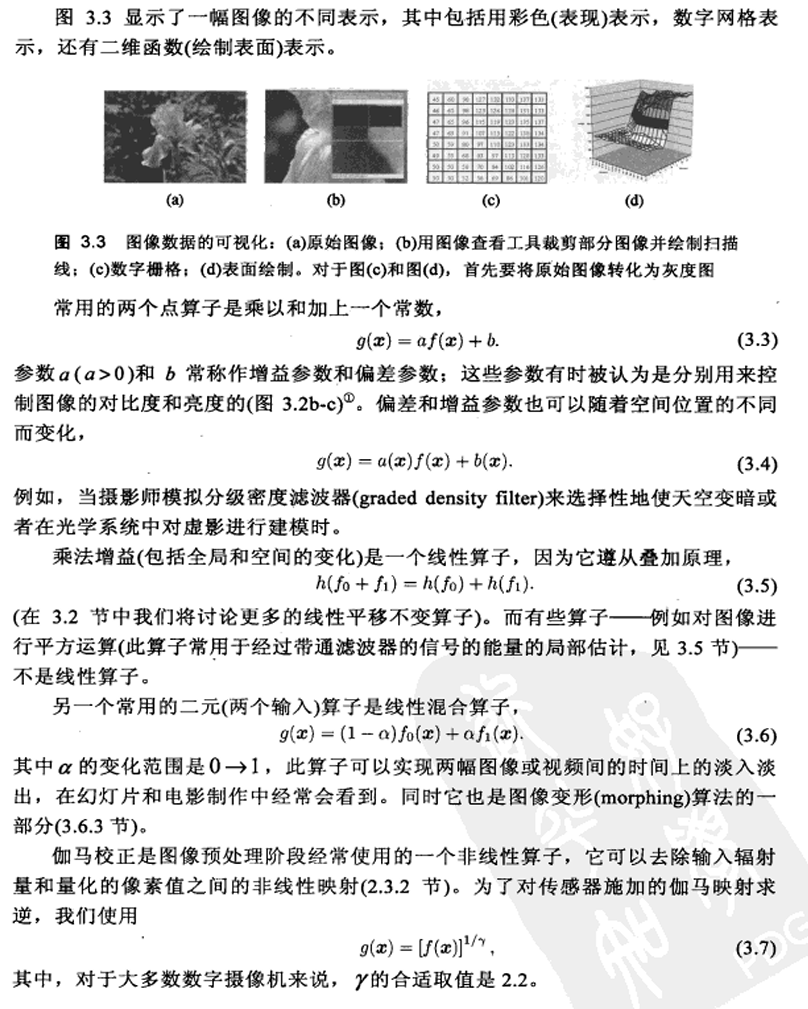 图 3.3 显示了一幅图像的不同表示，其中包括用彩色(表现)表示，数字网格表
示，还有二维函数(绘制表面)表示。
(a) (b) (c) (d)
图 3.3 图像数据的可视化：(a)原始图像；(b)用图像查看工具裁剪部分图像并绘制扫描
线；(c)数字栅格；(d)表面绘制。对于图(c)和图(d)，首先要将原始图像转化为灰度图
常用的两个点算子是乘以和加上一个常数，
g(x) = af(x) + b. (3.3)
参数 a (a>0)和 b 常称作增益参数和偏差参数；这些参数有时被认为是分别用来控
制图像的对比度和亮度的(图 3.2b-c)①。偏差和增益参数也可以随着空间位置的不同
而变化，
g(x) = a(x)f(x) + b(x). (3.4)
例如，当摄影师模拟分级密度滤波器(graded density filter)来选择性地使天空变暗或
者在光学系统中对虚影进行建模时。
乘法增益(包括全局和空间的变化)是一个线性算子，因为它遵从叠加原理，
h(f₀ + f₁) = h(f₀) + h(f₁). (3.5)
(在 3.2 节中我们将讨论更多的线性平移不变算子)。而有些算子——例如对图像进
行平方运算(此算子常用于经过带通滤波器的信号的能量的局部估计，见 3.5 节)——
不是线性算子。
另一个常用的二元(两个输入)算子是线性混合算子，
g(x) = (1 − α)f₀(x) + αf₁(x). (3.6)
其中 α 的变化范围是 0→1，此算子可以实现两幅图像或视频间的时间上的淡入淡
出，在幻灯片和电影制作中经常会看到。同时它也是图像变形(morphing)算法的一
部分(3.6.3 节)。
伽马校正是图像预处理阶段经常使用的一个非线性算子，它可以去除输入辐射
量和量化的像素值之间的非线性映射(2.3.2 节)。为了对传感器施加的伽马映射求
逆，我们使用
g(x) = [f(x)]^{1/γ}, (3.7)
其中，对于大多数数字摄像机来说，γ的合适取值是 2.2。
PDG